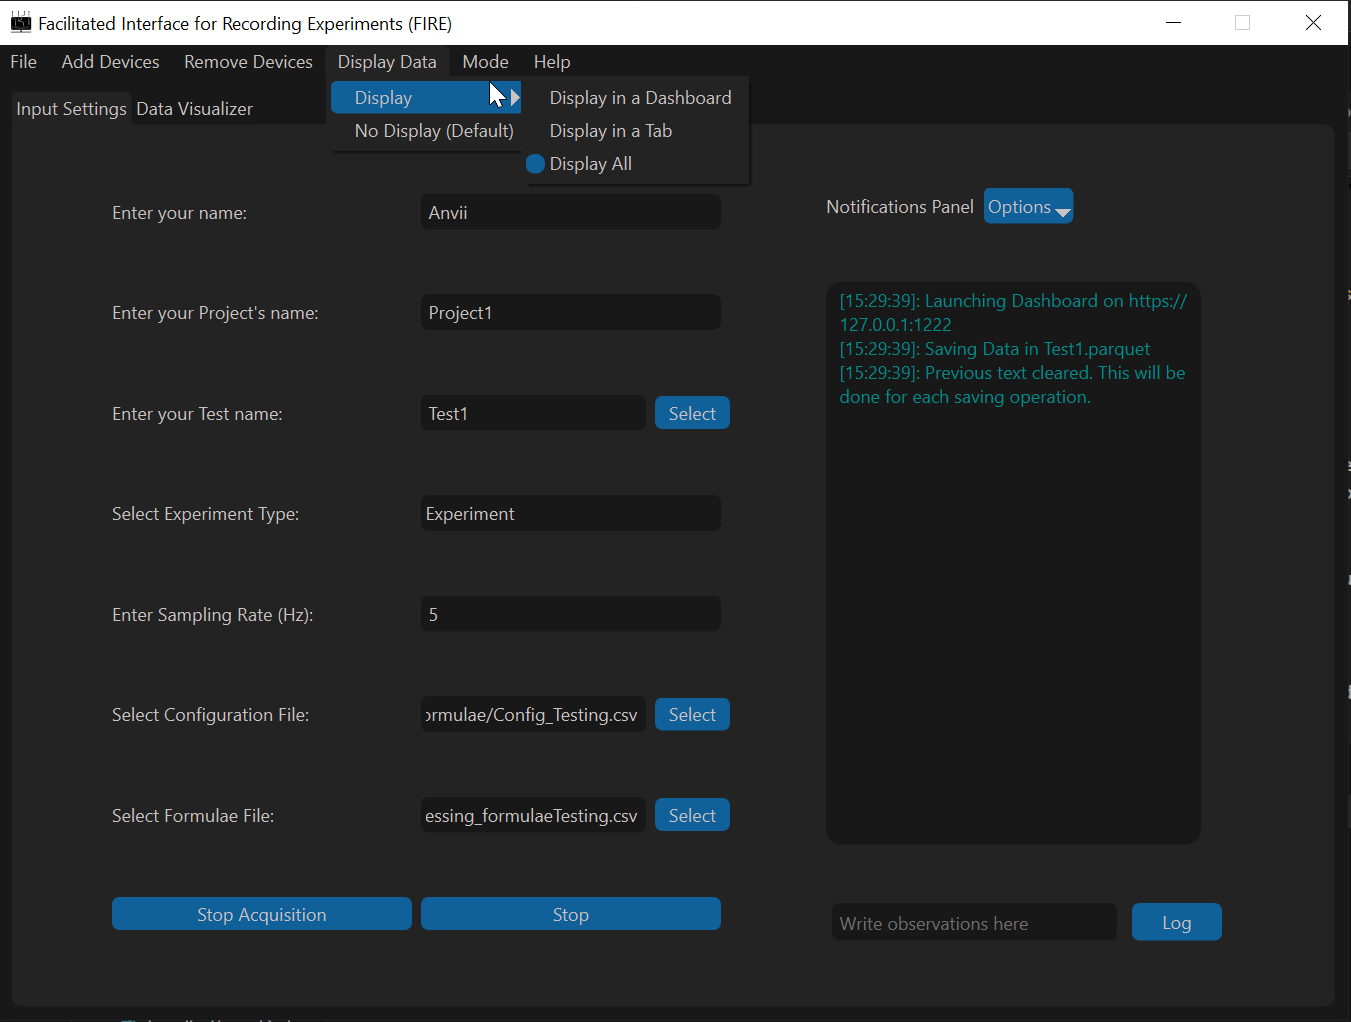 Facilitated Interface for Recording Experiments (FIRE)
File Add Devices Remove Devices Display Data Mode Help
Display
No Display (Default)
Display in a Dashboard
Display in a Tab
Display All
Input Settings Data Visualizer
Enter your name: Anvii
Enter your Project's name: Project1
Enter your Test name: Test1 Select
Select Experiment Type: Experiment
Enter Sampling Rate (Hz): 5
Select Configuration File: ormulae/Config_Testing.csv Select
Select Formulae File: essing_formulaeTesting.csv Select
Stop Acquisition Stop
Notifications Panel Options
[15:29:39]: Launching Dashboard on https://
127.0.0.1:1222
[15:29:39]: Saving Data in Test1.parquet
[15:29:39]: Previous text cleared. This will be
done for each saving operation.
Write observations here Log